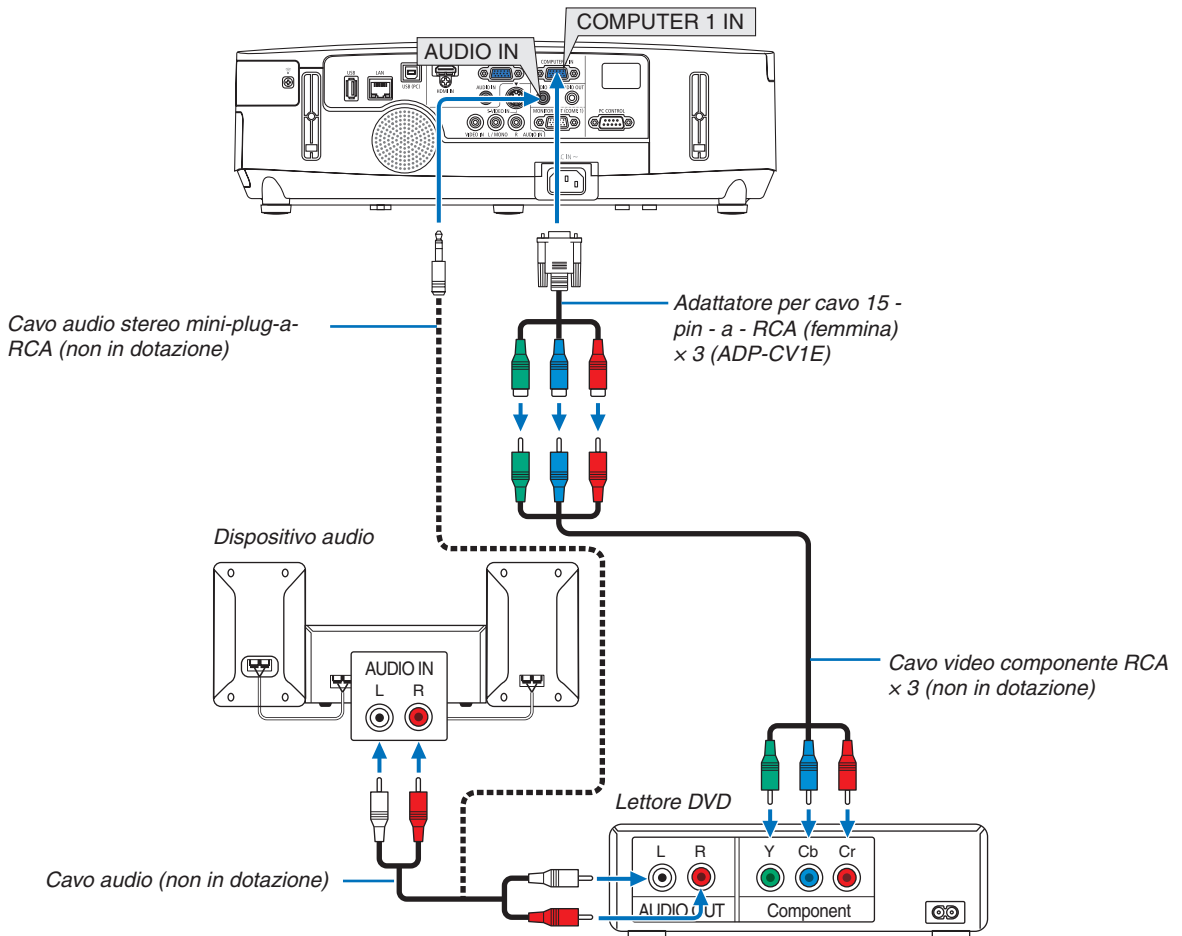 COMPUTER 1 IN
AUDIO IN
USB
LAN
USB (PC)
HDMI IN
AUDIO IN
S-VIDEO IN
VIDEO IN L / MONO R AUDIO IN
PC CONTROL
Cavo audio stereo mini-plug-a-
RCA (non in dotazione)
Adattatore per cavo 15 -
pin - a - RCA (femmina)
× 3 (ADP-CV1E)
Dispositivo audio
AUDIO IN
L R
Cavo video componente RCA
× 3 (non in dotazione)
Lettore DVD
Cavo audio (non in dotazione)
L R
AUDIO OUT
Y Cb Cr
Component